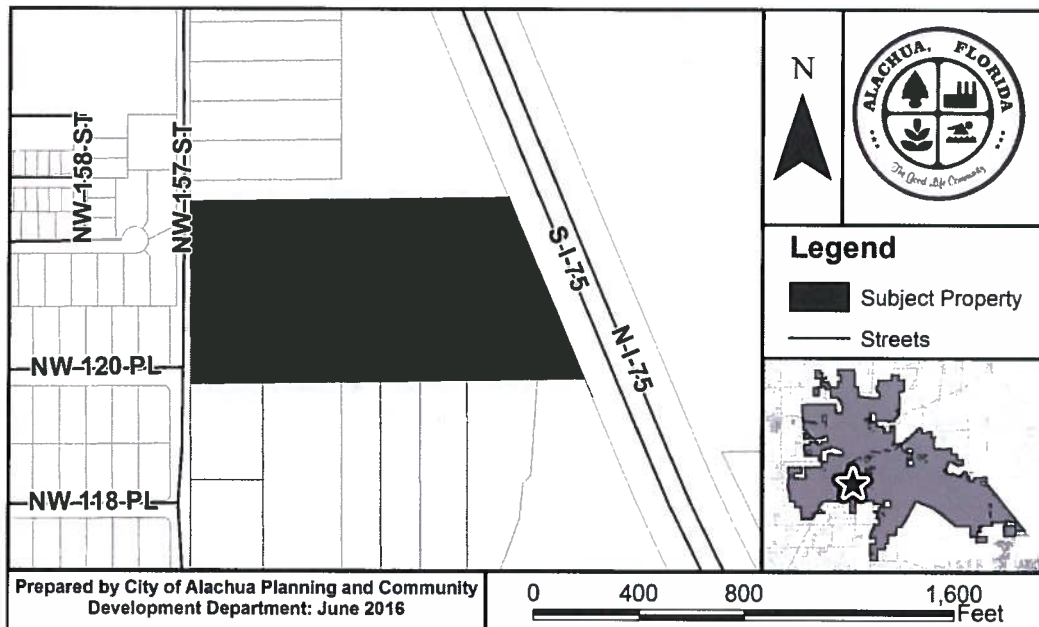 NW-158-ST
NW-157-ST
NW-120-PL
NW-118-PL
S-I-75
N-I-75
N
ALACHUA, FLORIDA
The Good Life Community
Legend
Subject Property
Streets
Prepared by City of Alachua Planning and Community
Development Department: June 2016
0 400 800 1,600
Feet